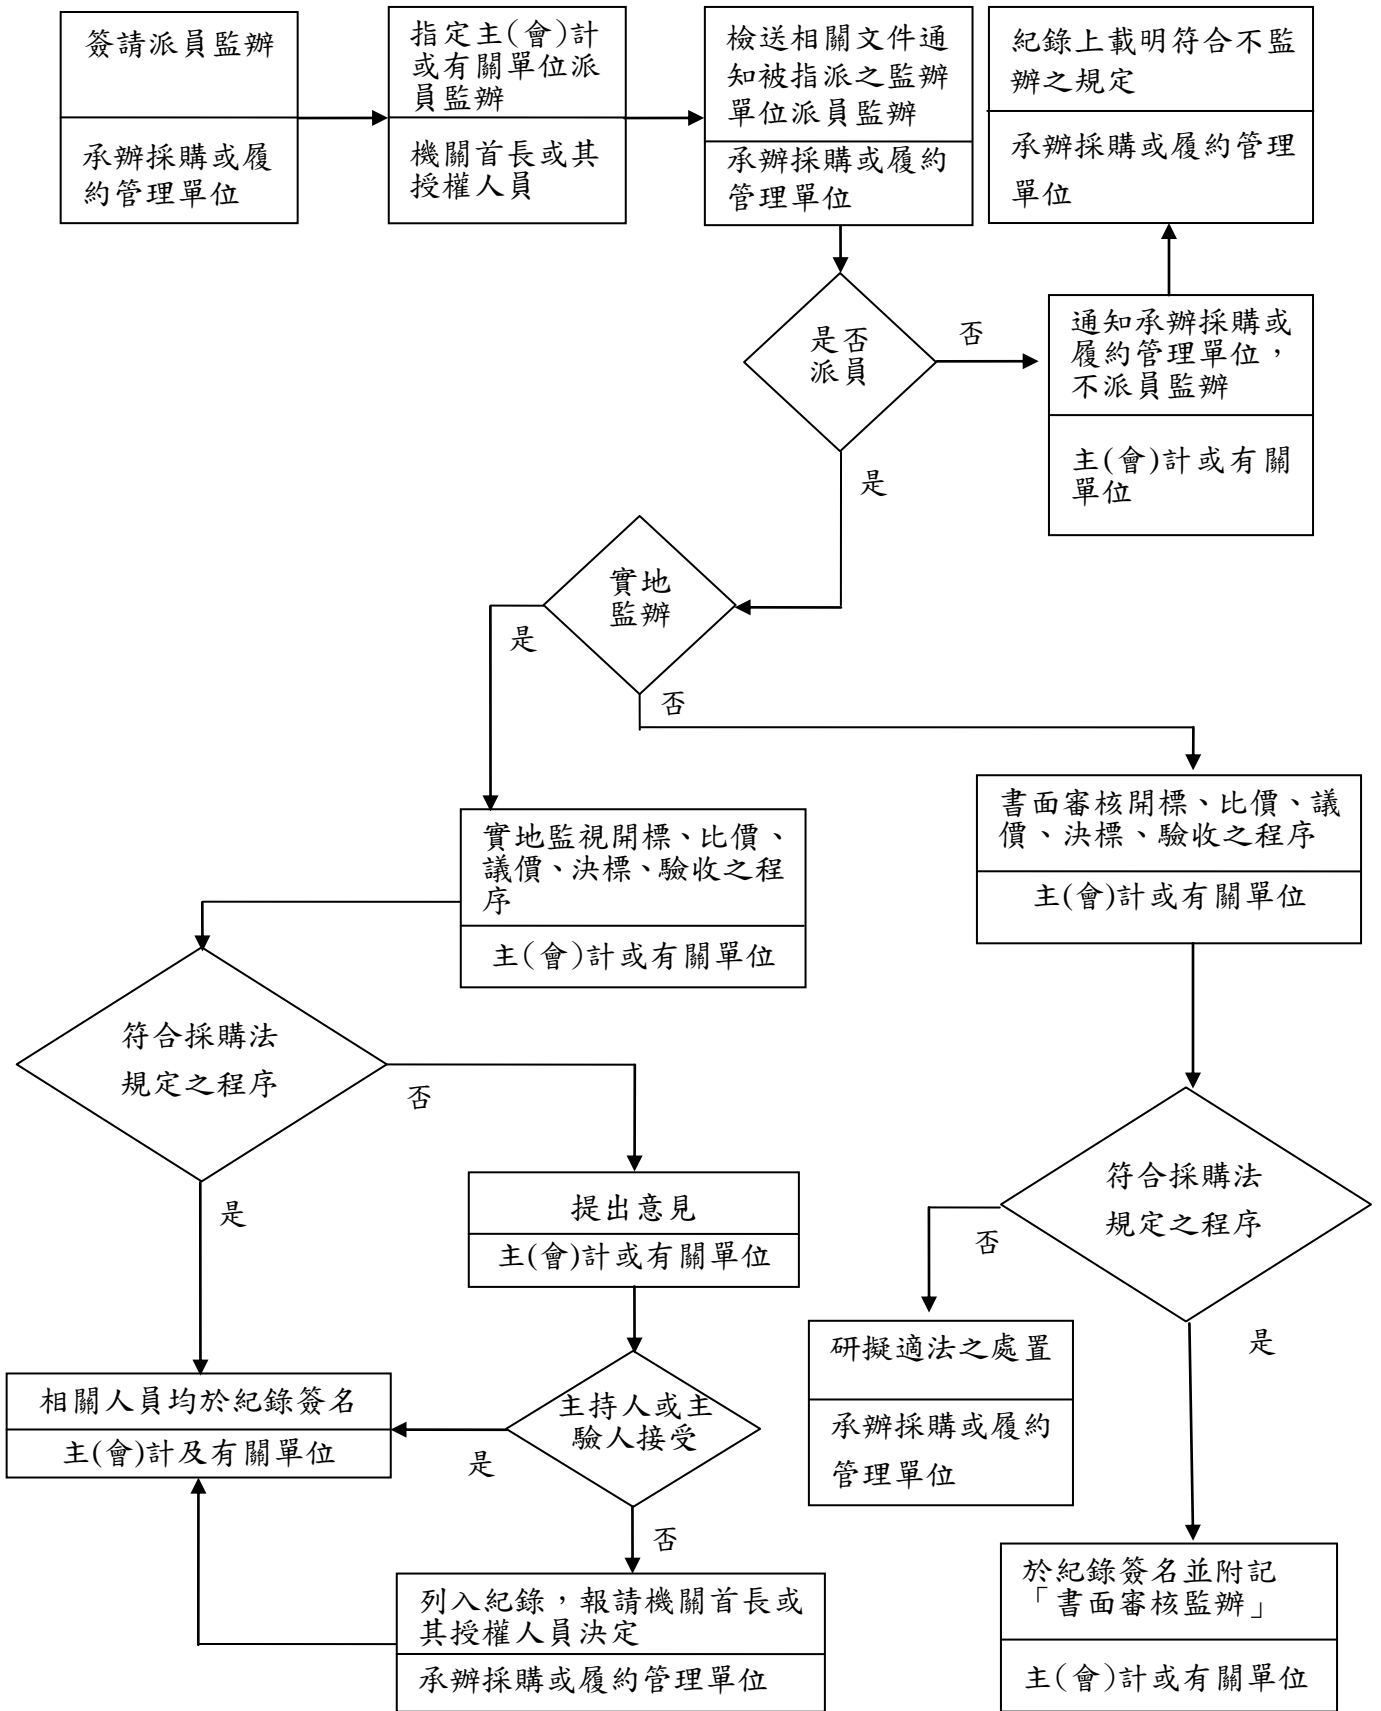 簽請派員監辦
承辦採購或履
約管理單位
指定主(會)計
或有關單位派
員監辦
機關首長或其
授權人員
檢送相關文件通
知被指派之監辦
單位派員監辦
承辦採購或履約
管理單位
紀錄上載明符合不監
辦之規定
承辦採購或履約管理
單位
是否
派員
否
通知承辦採購或
履約管理單位，
不派員監辦
主(會)計或有關
單位
是
實地
監辦
是
否
實地監視開標、比價、
議價、決標、驗收之程
序
主(會)計或有關單位
書面審核開標、比價、議
價、決標、驗收之程序
主(會)計或有關單位
符合採購法
規定之程序
否
是
提出意見
主(會)計或有關單位
符合採購法
規定之程序
否
是
研擬適法之處置
承辦採購或履約
管理單位
主持人或主
驗人接受
是
否
相關人員均於紀錄簽名
主(會)計及有關單位
列入紀錄，報請機關首長或
其授權人員決定
承辦採購或履約管理單位
於紀錄簽名並附記
「書面審核監辦」
主(會)計或有關單位